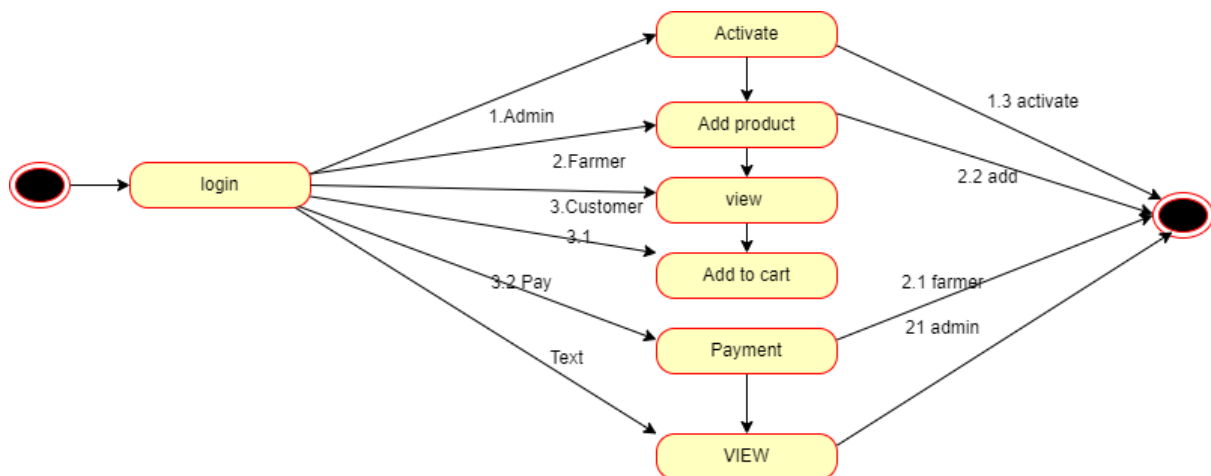 Activate
1.3 activate
1.Admin
Add product
2.Farmer
2.2 add
login
view
3.Customer
3.1
Add to cart
3.2 Pay
2.1 farmer
21 admin
Payment
Text
VIEW